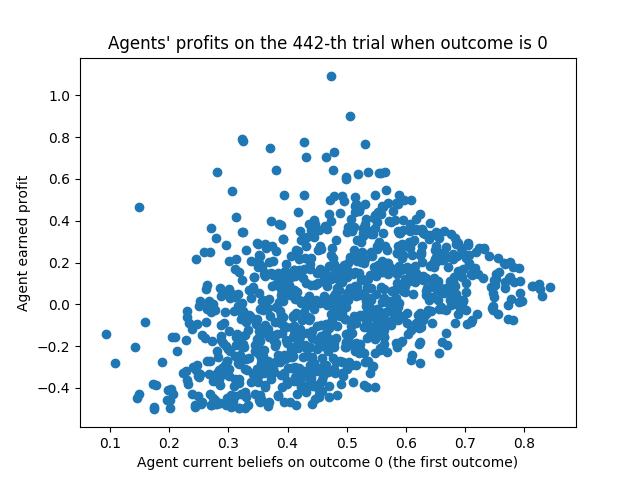 Agents' profits on the 442-th trial when outcome is 0
1.0
0.8
0.6
0.4
0.2
0.0
−0.2
−0.4
Agent earned profit
0.1 0.2 0.3 0.4 0.5 0.6 0.7 0.8
Agent current beliefs on outcome 0 (the first outcome)